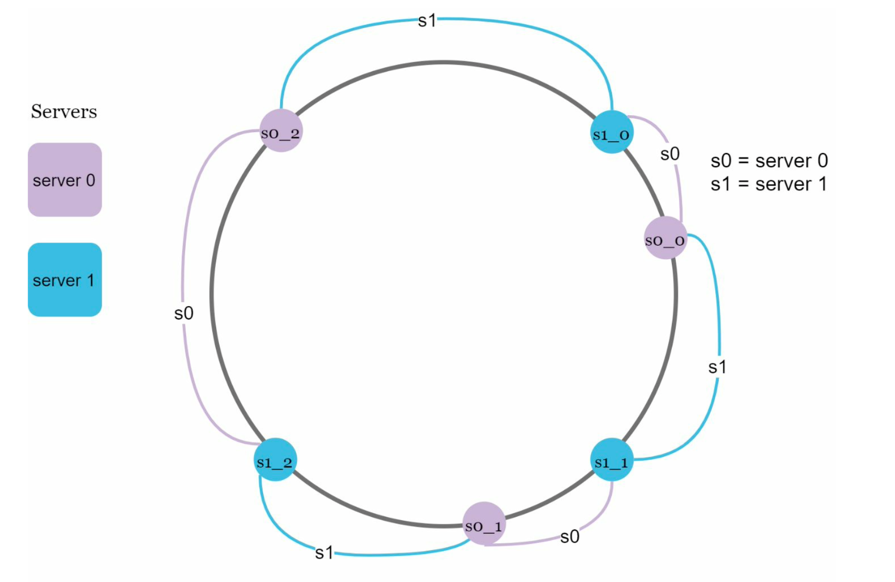 s1
Servers
s0_2
s1_0
s0
s0 = server 0
server 0
s1 = server 1
s0_0
server 1
s0
s1
s1_2
s1_1
s0_1
s0
s1